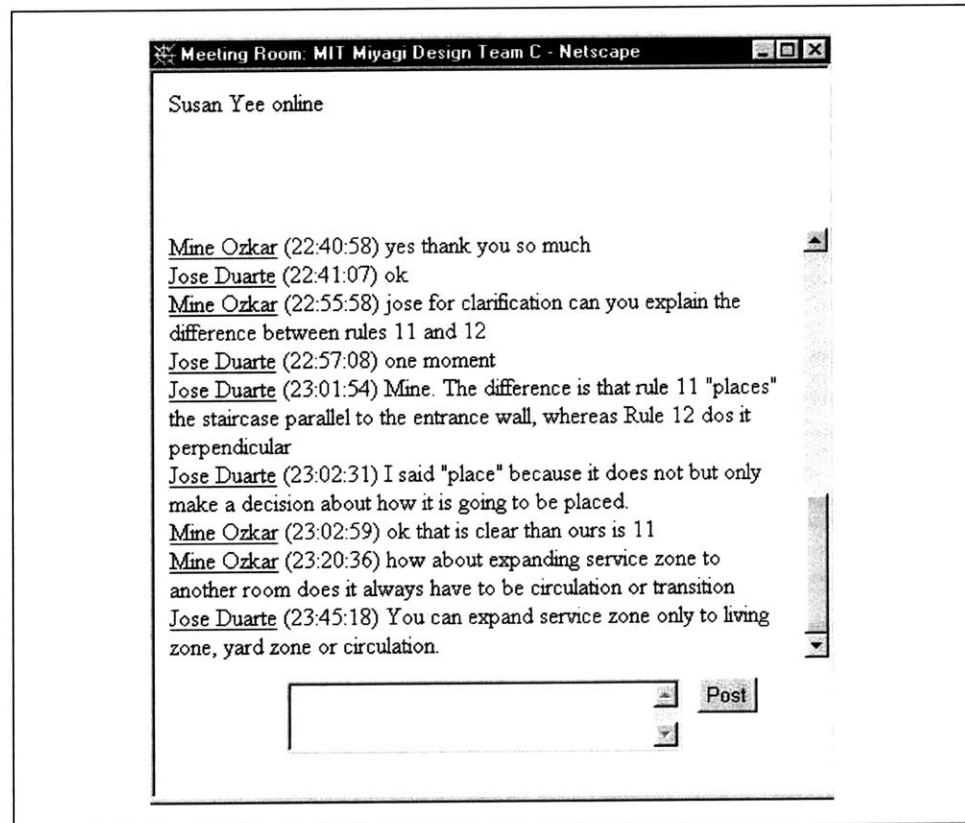 Meeting Room: MIT Miyagi Design Team C - Netscape
Susan Yee online
Mine Ozkar (22:40:58) yes thank you so much
Jose Duarte (22:41:07) ok
Mine Ozkar (22:55:58) jose for clarification can you explain the
difference between rules 11 and 12
Jose Duarte (22:57:08) one moment
Jose Duarte (23:01:54) Mine. The difference is that rule 11 "places"
the staircase parallel to the entrance wall, whereas Rule 12 dos it
perpendicular
Jose Duarte (23:02:31) I said "place" because it does not but only
make a decision about how it is going to be placed.
Mine Ozkar (23:02:59) ok that is clear than ours is 11
Mine Ozkar (23:20:36) how about expanding service zone to
another room does it always have to be circulation or transition
Jose Duarte (23:45:18) You can expand service zone only to living
zone, yard zone or circulation.
Post